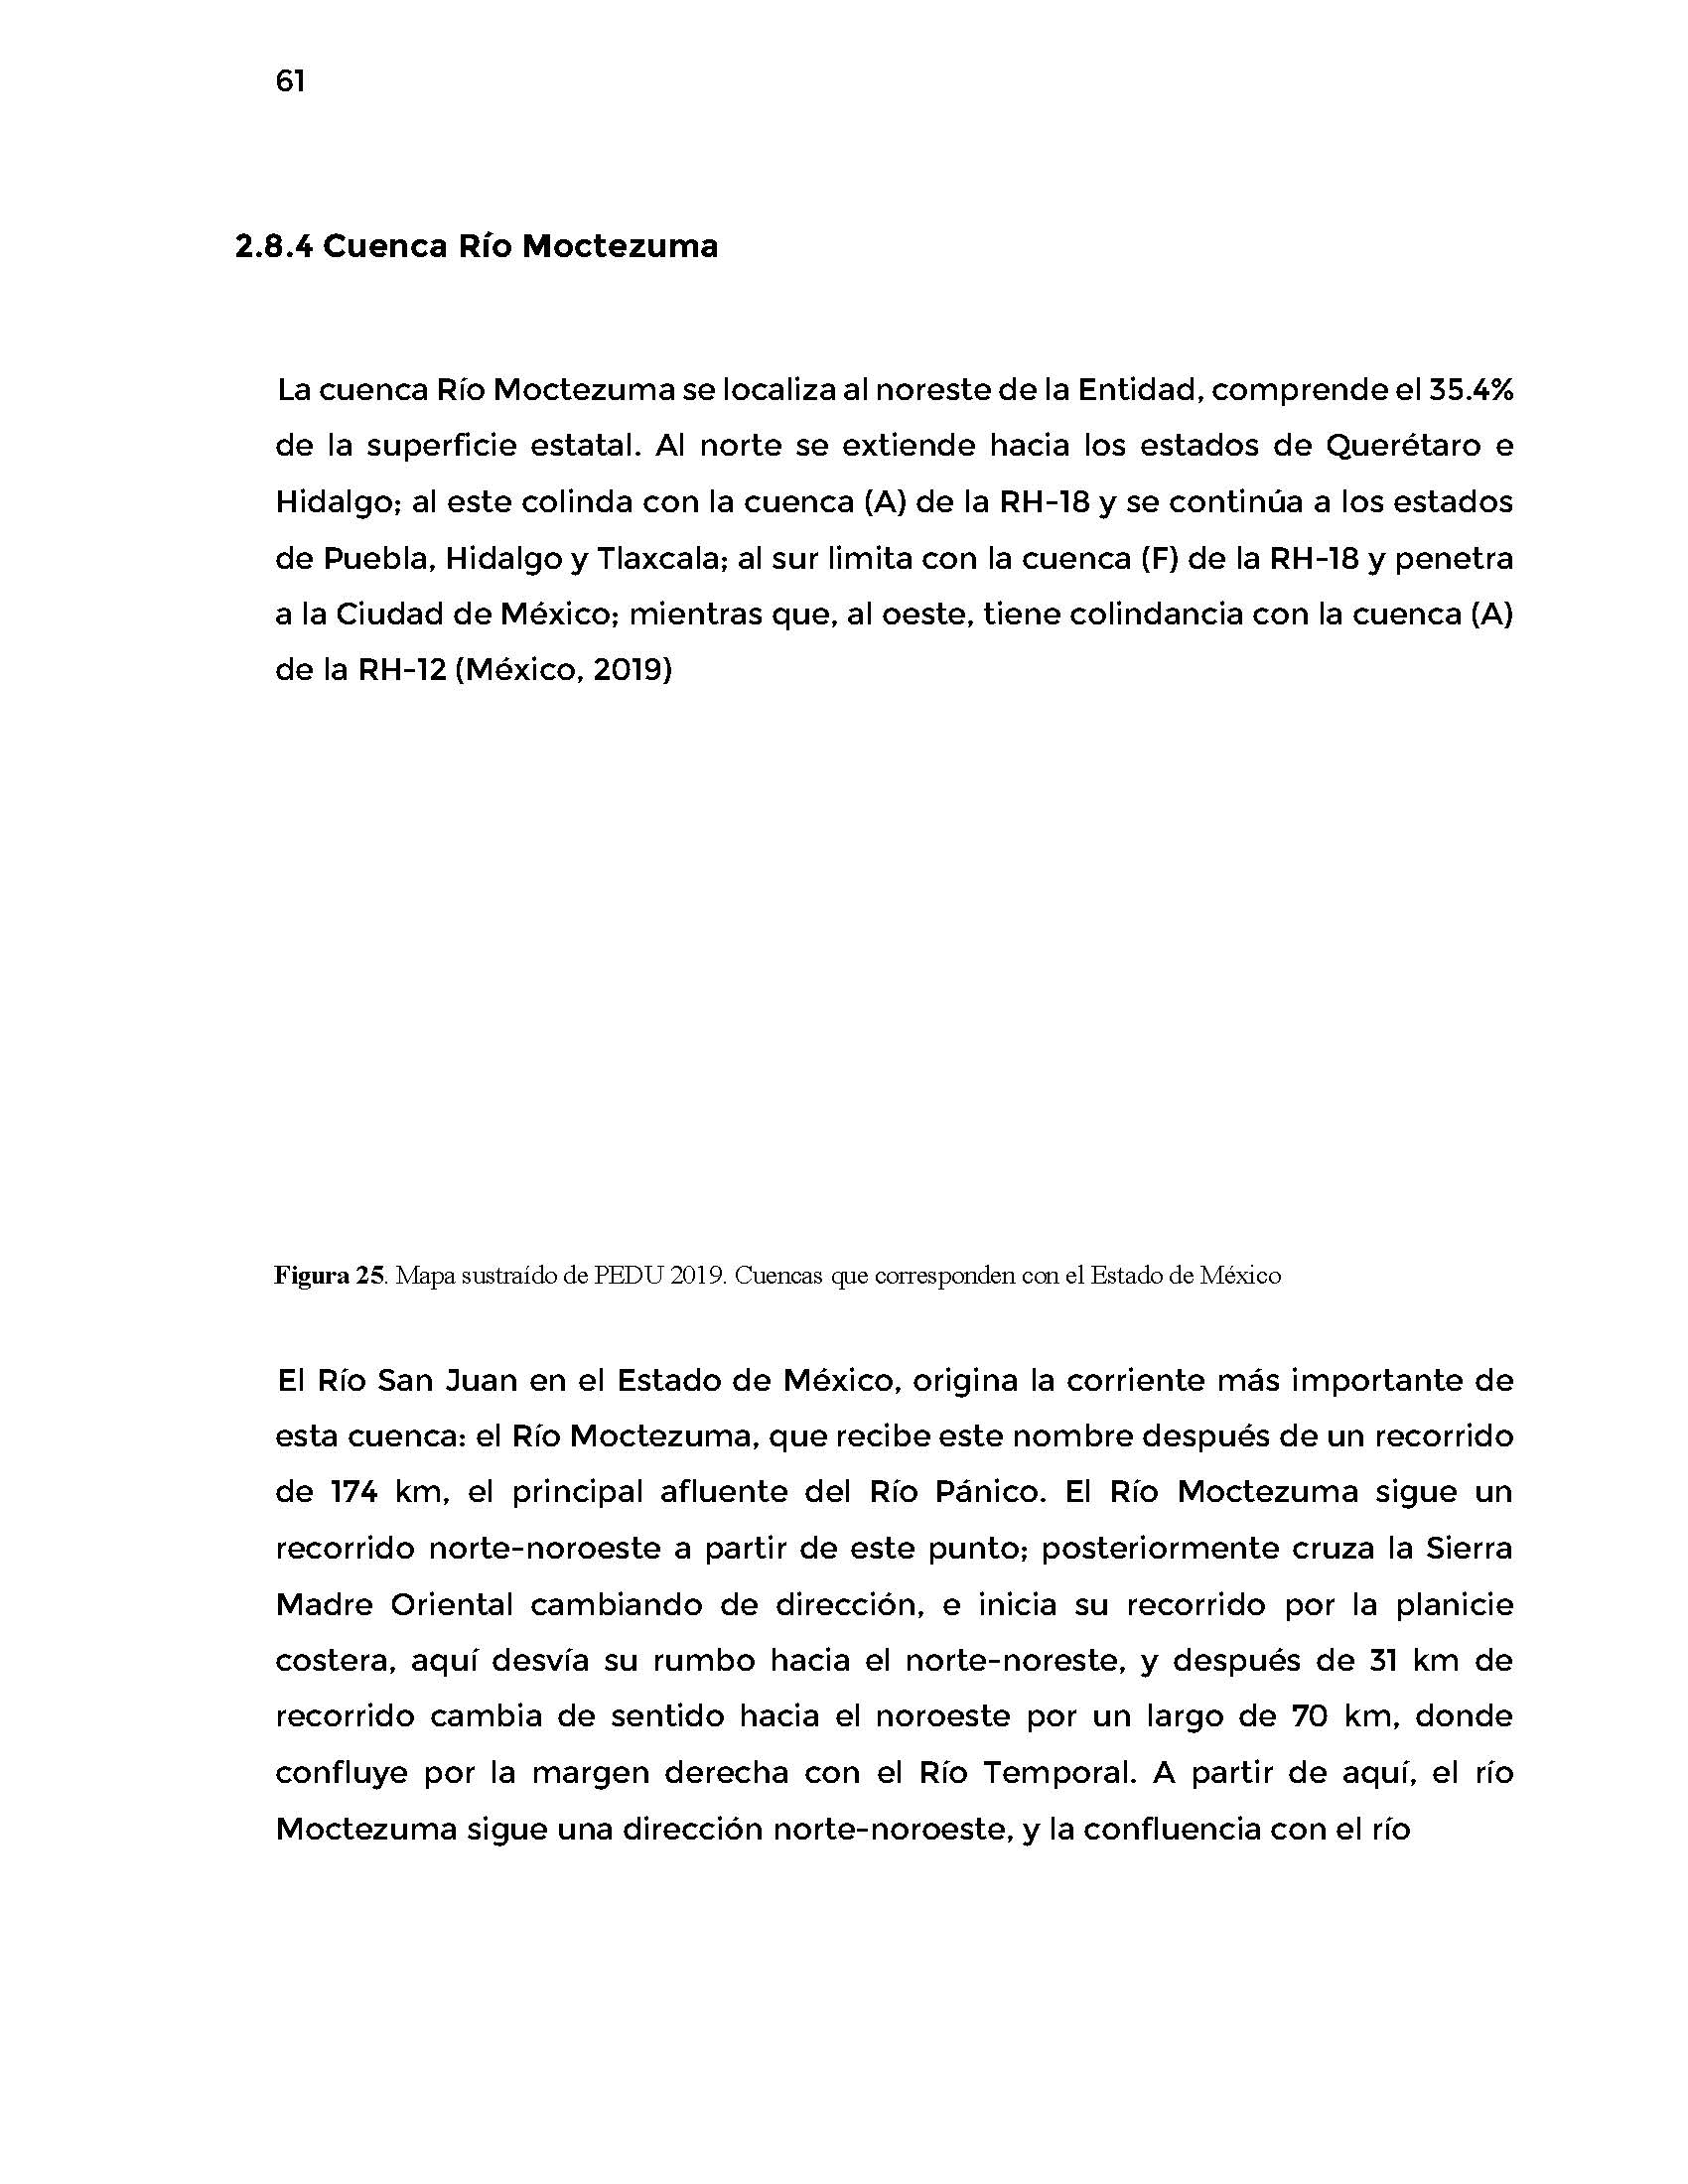 61
2.8.4 Cuenca Río Moctezuma
La cuenca Río Moctezuma se localiza al noreste de la Entidad, comprende el 35.4%
de la superficie estatal. Al norte se extiende hacia los estados de Querétaro e
Hidalgo; al este colinda con la cuenca (A) de la RH-18 y se continúa a los estados
de Puebla, Hidalgo y Tlaxcala; al sur limita con la cuenca (F) de la RH-18 y penetra
a la Ciudad de México; mientras que, al oeste, tiene colindancia con la cuenca (A)
de la RH-12 (México, 2019)
Figura 25. Mapa sustraído de PEDU 2019. Cuencas que corresponden con el Estado de México
El Río San Juan en el Estado de México, origina la corriente más importante de
esta cuenca: el Río Moctezuma, que recibe este nombre después de un recorrido
de 174 km, el principal afluente del Río Pánico. El Río Moctezuma sigue un
recorrido norte-noroeste a partir de este punto; posteriormente cruza la Sierra
Madre Oriental cambiando de dirección, e inicia su recorrido por la planicie
costera, aquí desvía su rumbo hacia el norte-noreste, y después de 31 km de
recorrido cambia de sentido hacia el noroeste por un largo de 70 km, donde
confluye por la margen derecha con el Río Temporal. A partir de aquí, el río
Moctezuma sigue una dirección norte-noroeste, y la confluencia con el río